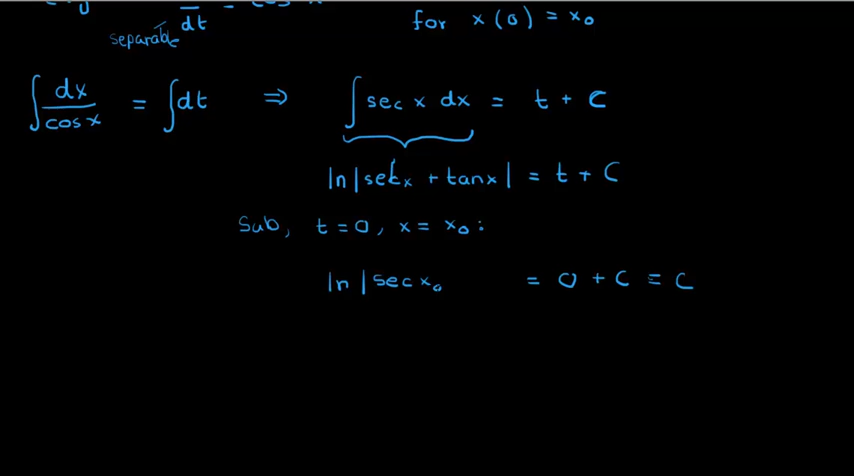 dt
separable
for x(0) = x₀
∫ dx/cos x = ∫ dt ⇒ ∫ sec x dx = t + C
ln|sec x + tan x| = t + C
Sub, t = 0, x = x₀ :
ln|sec x₀ = 0 + C = C